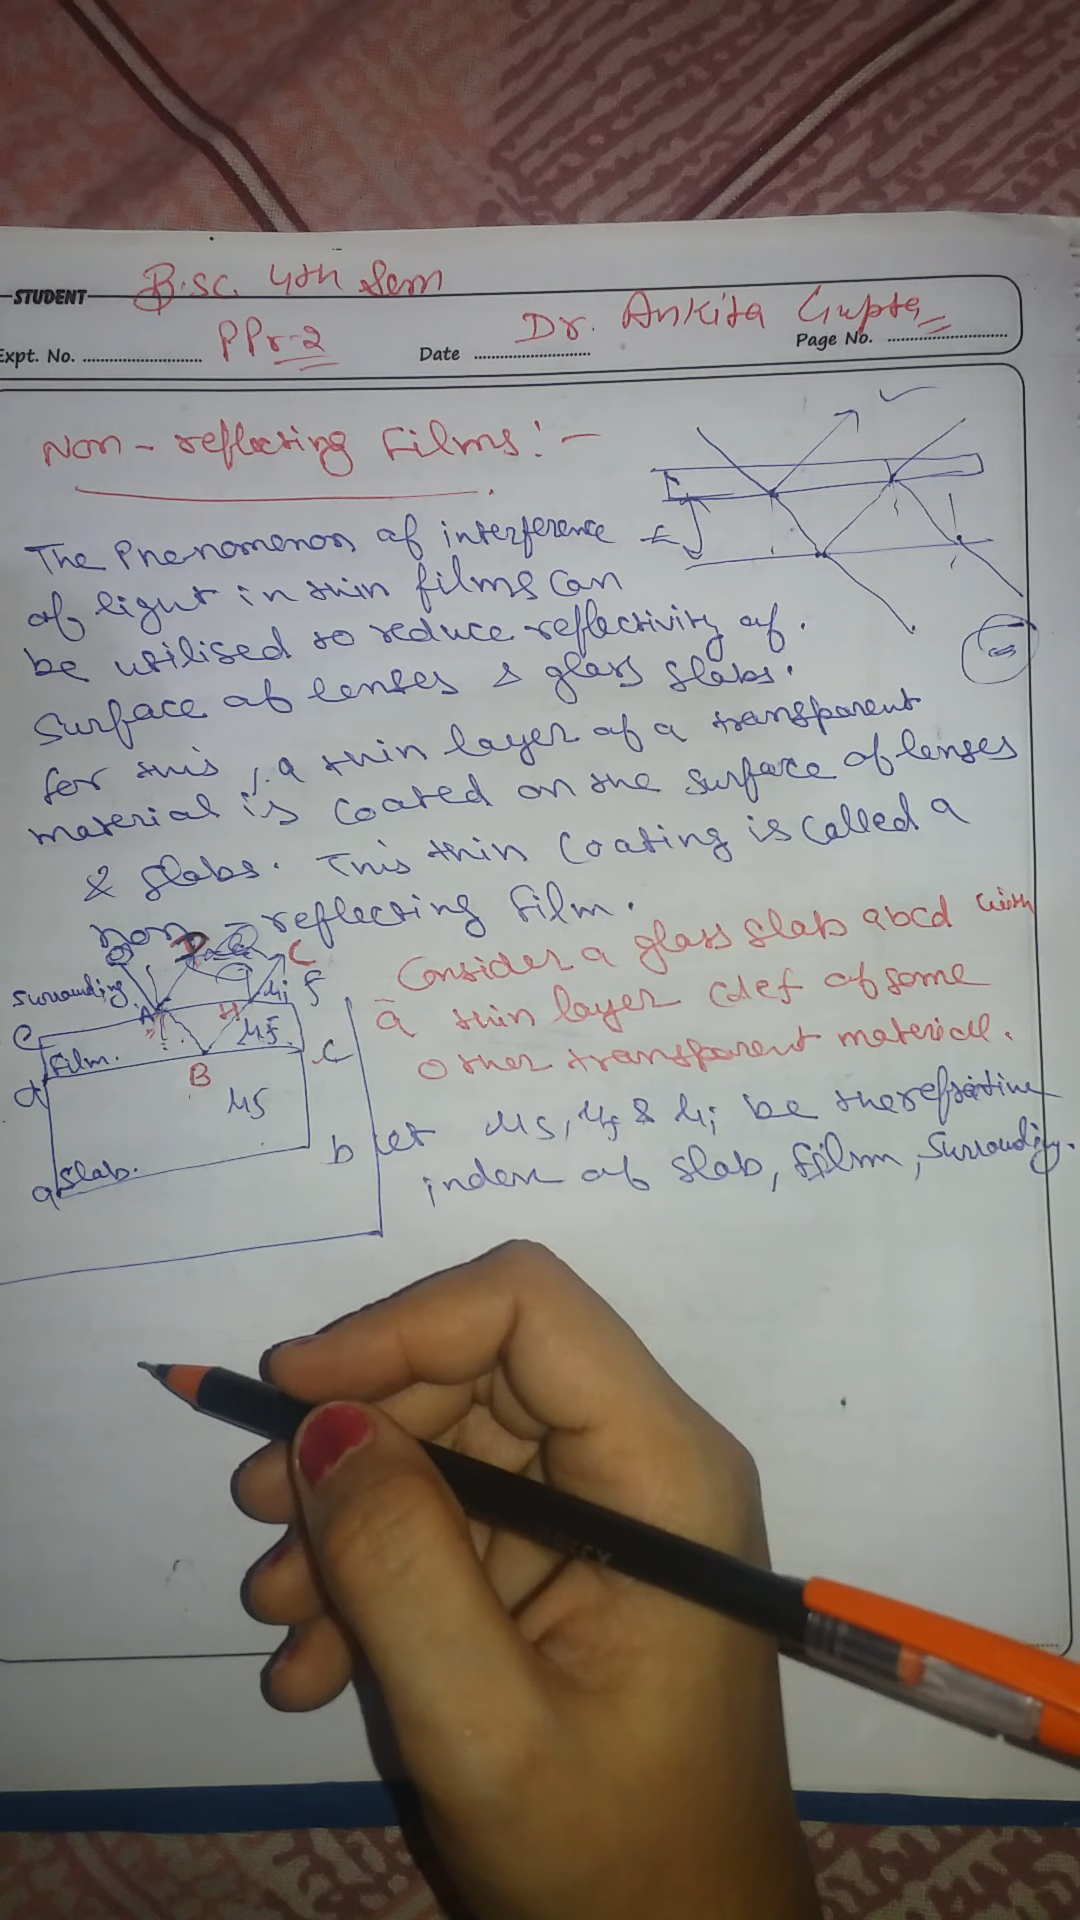 STUDENT B.sc. 4th Sem
Expt. No. PPr-2 Date Dr. Ankita Gupta Page No.
Non-reflecting Films:-
The Phenomenon of interference
of light in thin films can
be utilised to reduce reflectivity of.
Surface of lenses & glass slabs.
for this, a thin layer of a transparent
material is coated on the surface of lenses
& slabs. This thin coating is called a
non-reflecting film.
Consider a glass slab abcd with
a thin layer cdef of some
other transparent material.
Let μs, μf & μi be the refrative
index of slab, film, Surrouding.
D C
Surrounding
A H μi f
e film. μf c
d B
μs
a slab. b
t